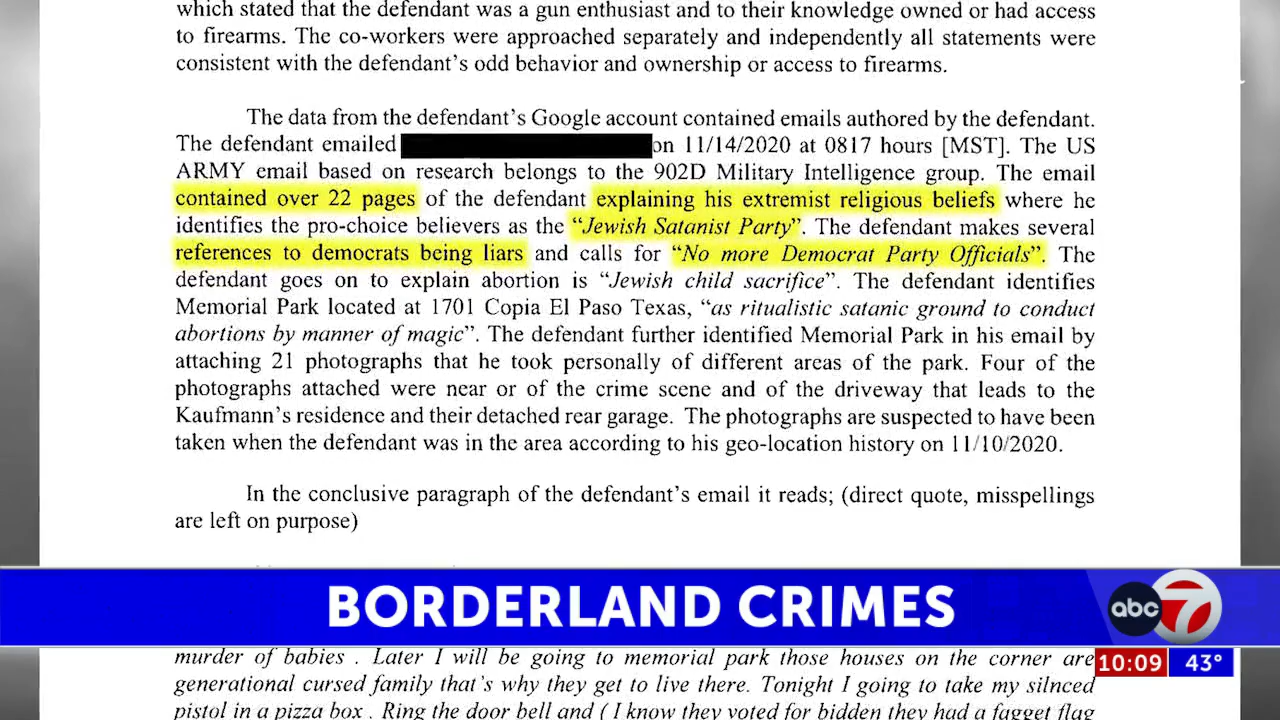 which stated that the defendant was a gun enthusiast and to their knowledge owned or had access
to firearms. The co-workers were approached separately and independently all statements were
consistent with the defendant's odd behavior and ownership or access to firearms.
The data from the defendant's Google account contained emails authored by the defendant.
The defendant emailed on 11/14/2020 at 0817 hours [MST]. The US
ARMY email based on research belongs to the 902D Military Intelligence group. The email
contained over 22 pages of the defendant explaining his extremist religious beliefs where he
identifies the pro-choice believers as the "Jewish Satanist Party". The defendant makes several
references to democrats being liars and calls for "No more Democrat Party Officials". The
defendant goes on to explain abortion is "Jewish child sacrifice". The defendant identifies
Memorial Park located at 1701 Copia El Paso Texas, "as ritualistic satanic ground to conduct
abortions by manner of magic". The defendant further identified Memorial Park in his email by
attaching 21 photographs that he took personally of different areas of the park. Four of the
photographs attached were near or of the crime scene and of the driveway that leads to the
Kaufmann's residence and their detached rear garage. The photographs are suspected to have been
taken when the defendant was in the area according to his geo-location history on 11/10/2020.
In the conclusive paragraph of the defendant's email it reads; (direct quote, misspellings
are left on purpose)
BORDERLAND CRIMES
abc 7
murder of babies . Later I will be going to memorial park those houses on the corner are
10:09 43°
generational cursed family that's why they get to live there. Tonight I going to take my silnced
pistol in a pizza box . Ring the door bell and ( I know they voted for bidden they had a fagget flag